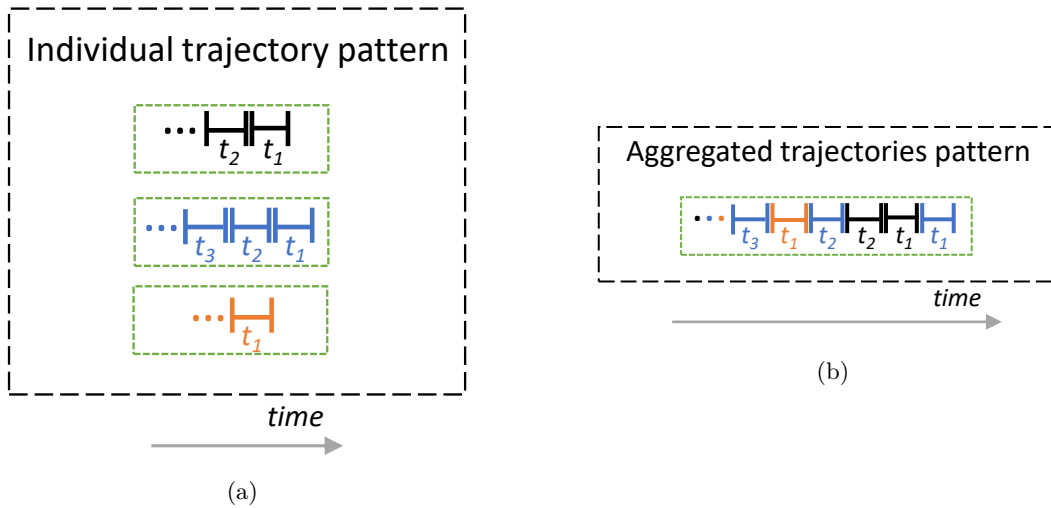 Individual trajectory pattern
... t₂ t₁
... t₃ t₂ t₁
... t₁
time
(a)
Aggregated trajectories pattern
... t₃ t₁ t₂ t₂ t₁ t₁
time
(b)